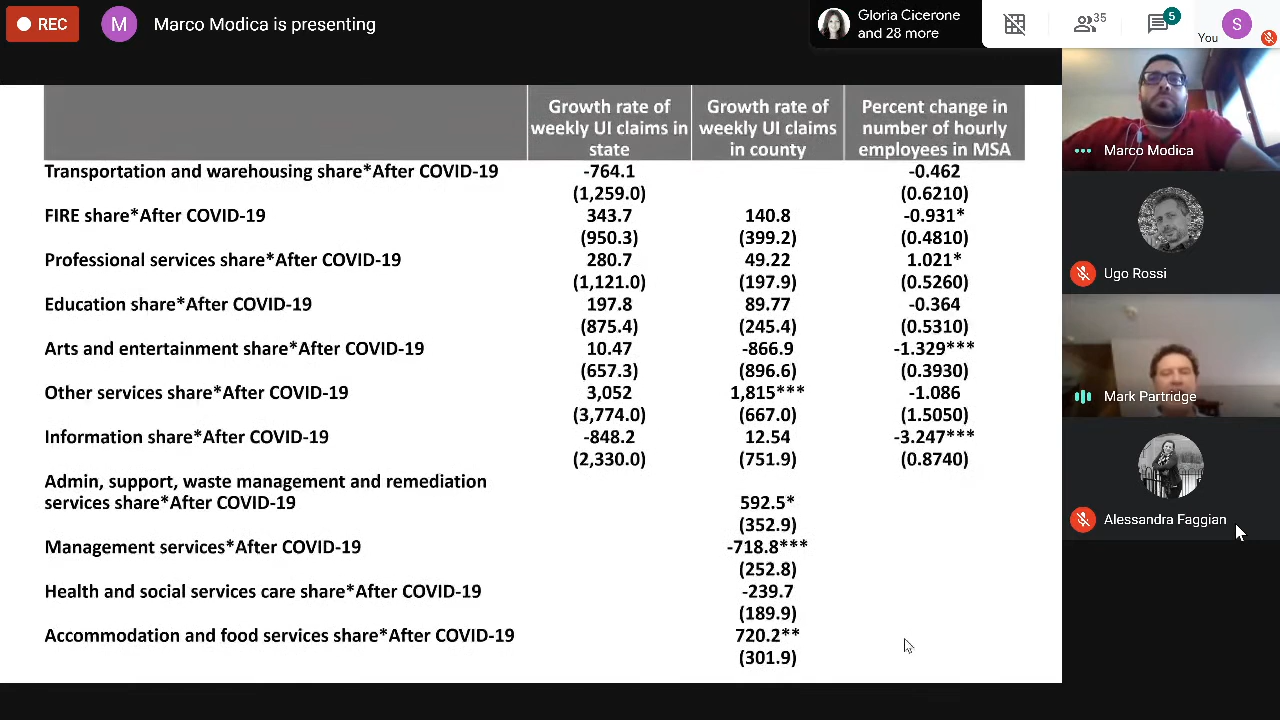 REC
M
Marco Modica is presenting
Gloria Cicerone
and 28 more
35
5
You
S
Growth rate of
weekly UI claims in
state
Growth rate of
weekly UI claims
in county
Percent change in
number of hourly
employees in MSA
Transportation and warehousing share*After COVID-19 -764.1 -0.462
(1,259.0) (0.6210)
FIRE share*After COVID-19 343.7 140.8 -0.931*
(950.3) (399.2) (0.4810)
Professional services share*After COVID-19 280.7 49.22 1.021*
(1,121.0) (197.9) (0.5260)
Education share*After COVID-19 197.8 89.77 -0.364
(875.4) (245.4) (0.5310)
Arts and entertainment share*After COVID-19 10.47 -866.9 -1.329***
(657.3) (896.6) (0.3930)
Other services share*After COVID-19 3,052 1,815*** -1.086
(3,774.0) (667.0) (1.5050)
Information share*After COVID-19 -848.2 12.54 -3.247***
(2,330.0) (751.9) (0.8740)
Admin, support, waste management and remediation
services share*After COVID-19 592.5*
(352.9)
Management services*After COVID-19 -718.8***
(252.8)
Health and social services care share*After COVID-19 -239.7
(189.9)
Accommodation and food services share*After COVID-19 720.2**
(301.9)
Marco Modica
Ugo Rossi
Mark Partridge
Alessandra Faggian